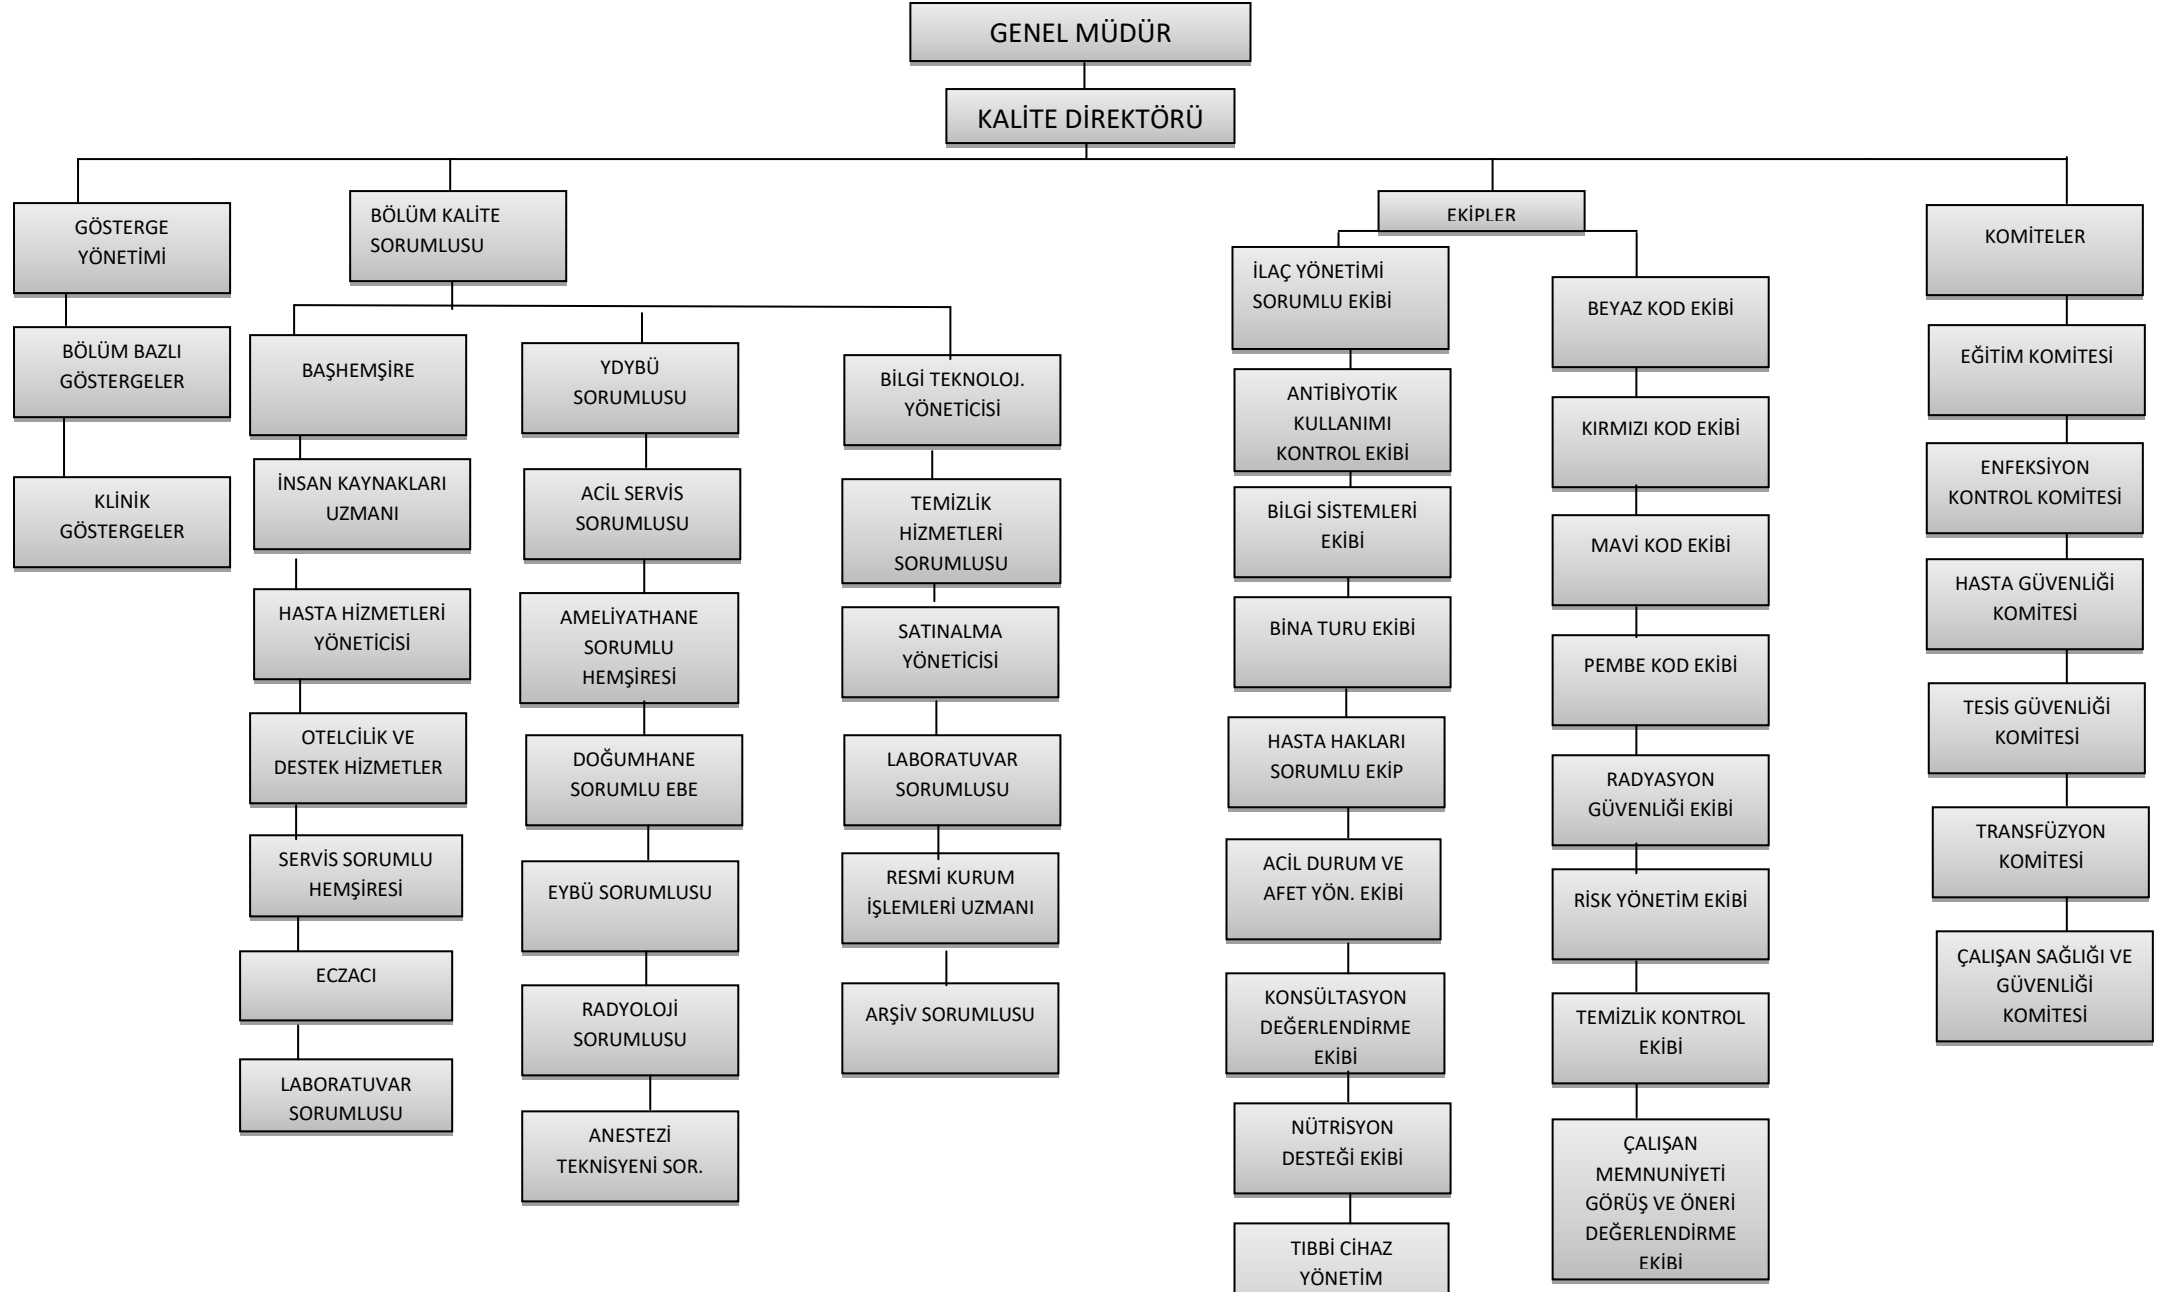 GENEL MÜDÜR
KALİTE DİREKTÖRÜ
GÖSTERGE
YÖNETİMİ
BÖLÜM BAZLI
GÖSTERGELER
KLİNİK
GÖSTERGELER
BÖLÜM KALİTE
SORUMLUSU
BAŞHEMŞİRE
İNSAN KAYNAKLARI
UZMANI
HASTA HİZMETLERİ
YÖNETİCİSİ
OTELCİLİK VE
DESTEK HİZMETLER
SERVİS SORUMLU
HEMŞİRESİ
ECZACI
LABORATUVAR
SORUMLUSU
YDYBÜ
SORUMLUSU
ACİL SERVİS
SORUMLUSU
AMELİYATHANE
SORUMLU
HEMŞİRESİ
DOĞUMHANE
SORUMLU EBE
EYBÜ SORUMLUSU
RADYOLOJİ
SORUMLUSU
ANESTEZİ
TEKNİSYENİ SOR.
BİLGİ TEKNOLOJ.
YÖNETİCİSİ
TEMİZLİK
HİZMETLERİ
SORUMLUSU
SATINALMA
YÖNETİCİSİ
LABORATUVAR
SORUMLUSU
RESMİ KURUM
İŞLEMLERİ UZMANI
ARŞİV SORUMLUSU
EKİPLER
İLAÇ YÖNETİMİ
SORUMLU EKİBİ
ANTİBİYOTİK
KULLANIMI
KONTROL EKİBİ
BİLGİ SİSTEMLERİ
EKİBİ
BİNA TURU EKİBİ
HASTA HAKLARI
SORUMLU EKİP
ACİL DURUM VE
AFET YÖN. EKİBİ
KONSÜLTASYON
DEĞERLENDİRME
EKİBİ
NÜTRİSYON
DESTEĞİ EKİBİ
TIBBİ CİHAZ
YÖNETİM
BEYAZ KOD EKİBİ
KIRMIZI KOD EKİBİ
MAVİ KOD EKİBİ
PEMBE KOD EKİBİ
RADYASYON
GÜVENLİĞİ EKİBİ
RİSK YÖNETİM EKİBİ
TEMİZLİK KONTROL
EKİBİ
ÇALIŞAN
MEMNUNİYETİ
GÖRÜŞ VE ÖNERİ
DEĞERLENDİRME
EKİBİ
KOMİTELER
EĞİTİM KOMİTESİ
ENFEKSİYON
KONTROL KOMİTESİ
HASTA GÜVENLİĞİ
KOMİTESİ
TESİS GÜVENLİĞİ
KOMİTESİ
TRANSFÜZYON
KOMİTESİ
ÇALIŞAN SAĞLIĞI VE
GÜVENLİĞİ
KOMİTESİ